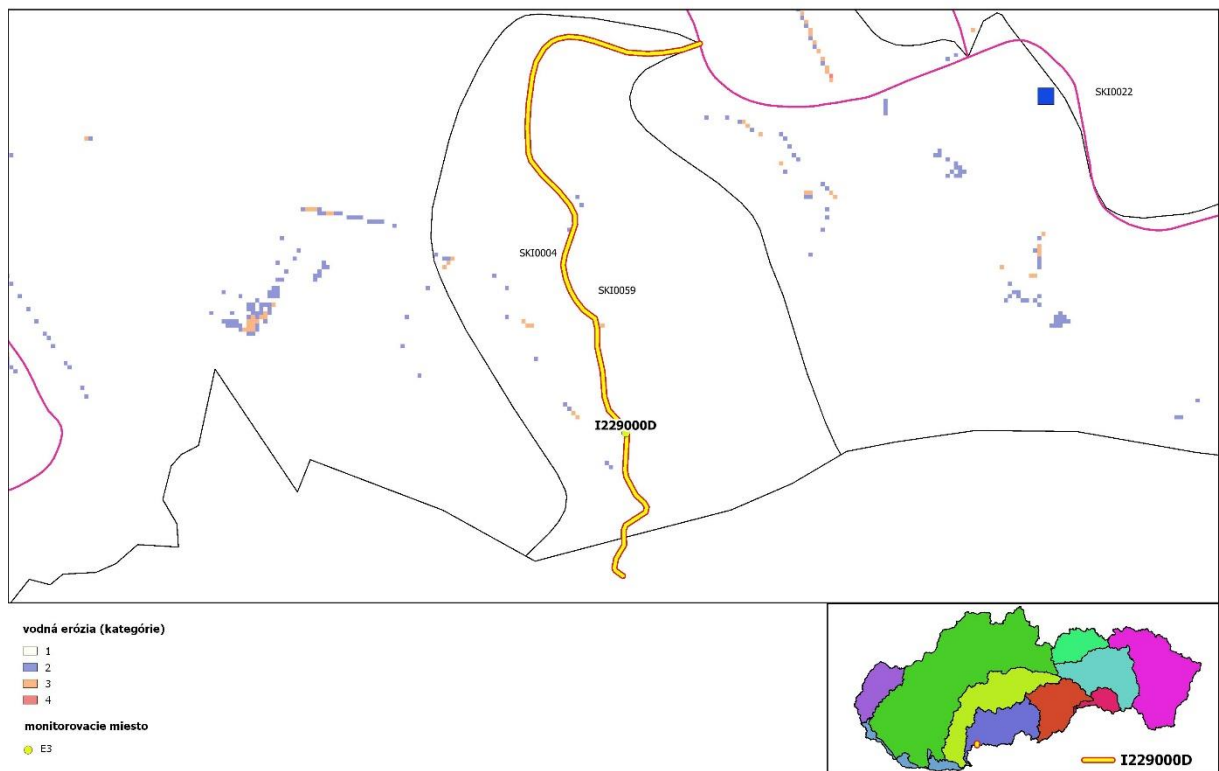 SKI0022
SKI0004
SKI0059
I229000D
vodná erózia (kategórie)
1
2
3
4
monitorovacie miesto
E3
I229000D